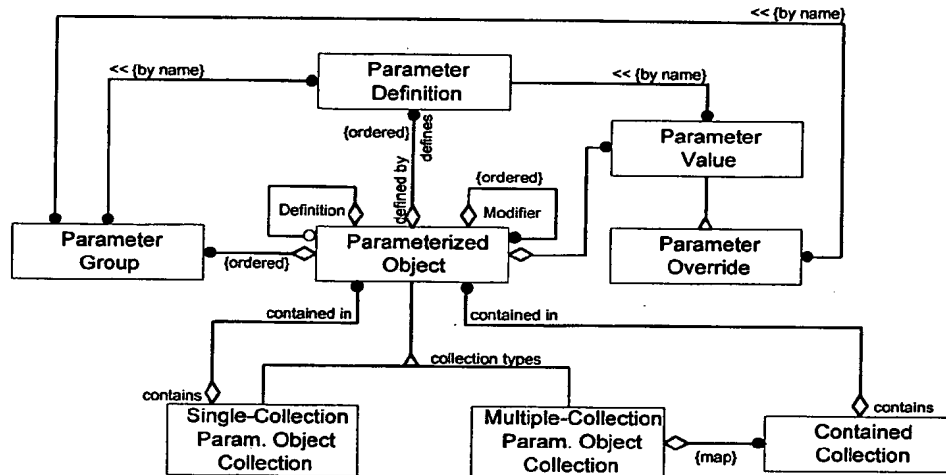 << {by name}
<< {by name}
Parameter
Definition
<< {by name}
{ordered}
defines
defined by
Parameter
Value
{ordered}
Definition
Modifier
Parameter
Group
{ordered}
Parameterized
Object
Parameter
Override
contained in
contained in
collection types
contains
contains
Single-Collection
Param. Object
Collection
Multiple-Collection
Param. Object
Collection
{map}
Contained
Collection